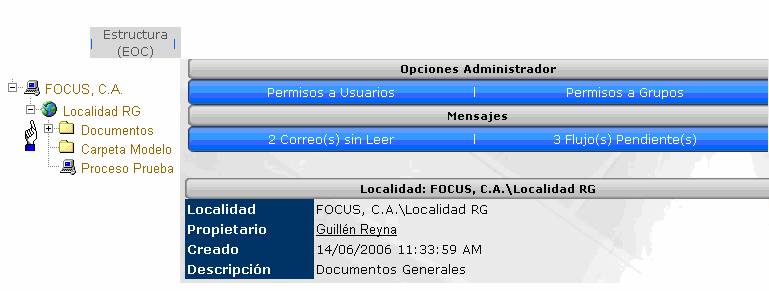 Estructura
(EOC)
FOCUS, C.A.
Localidad RG
Documentos
Carpeta Modelo
Proceso Prueba
Opciones Administrador
Permisos a Usuarios | Permisos a Grupos
Mensajes
2 Correo(s) sin Leer | 3 Flujo(s) Pendiente(s)
Localidad: FOCUS, C.A.\Localidad RG
Localidad FOCUS, C.A.\Localidad RG
Propietario Guillén Reyna
Creado 14/06/2006 11:33:59 AM
Descripción Documentos Generales